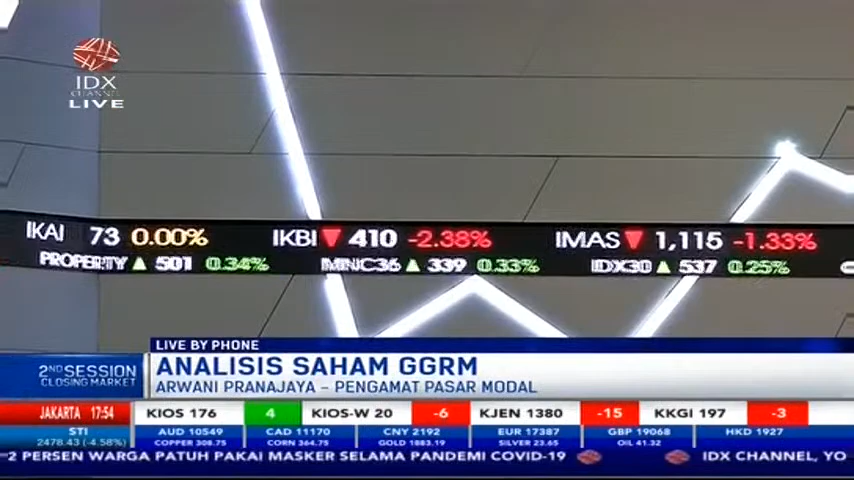 IDX
CHANNEL
LIVE
IKAI 73 0.00% IKBI ▼ 410 -2.38% IMAS ▼ 1,115 -1.33%
PROPERTY ▲ 501 0.34% MNC36 ▲ 339 0.33% IDX30 ▲ 537 0.25%
LIVE BY PHONE
2ND SESSION
CLOSING MARKET
ANALISIS SAHAM GGRM
ARWANI PRANAJAYA – PENGAMAT PASAR MODAL
JAKARTA 17:54 KIOS 176 4 KIOS-W 20 -6 KJEN 1380 -15 KKGI 197 -3
STI AUD 10549 CAD 11170 CNY 2192 EUR 17387 GBP 19068 HKD 1927
2478.43 (-4.58%) COPPER 308.75 CORN 364.75 GOLD 1883.19 SILVER 23.65 OIL 41.32
2 PERSEN WARGA PATUH PAKAI MASKER SELAMA PANDEMI COVID-19 IDX CHANNEL, YO